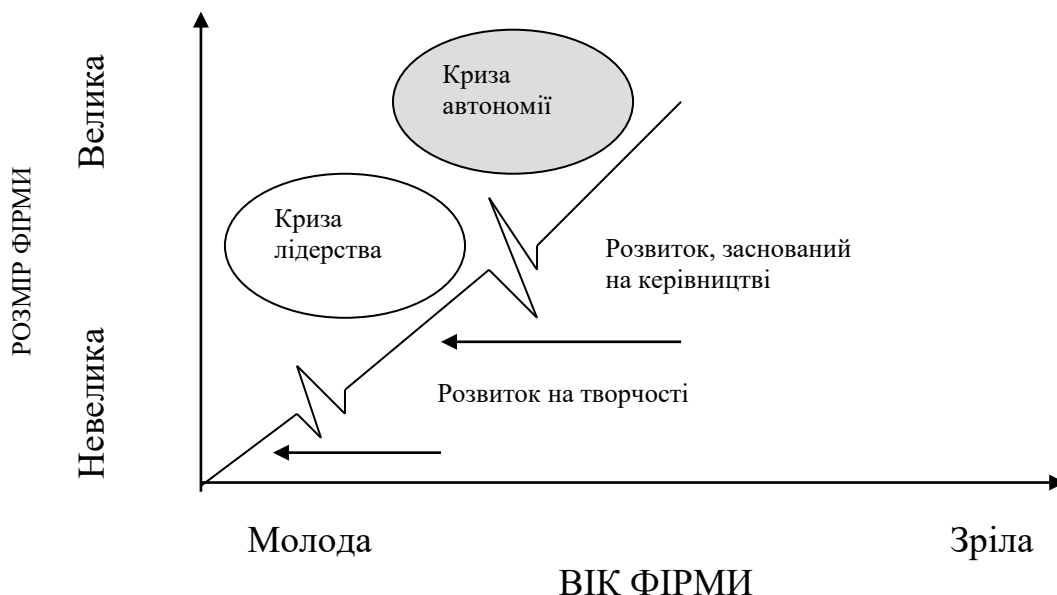 Криза
автономії
Велика
Криза
лідерства
РОЗМІР ФІРМИ
Розвиток, заснований
на керівництві
Невелика
Розвиток на творчості
Молода
Зріла
ВІК ФІРМИ